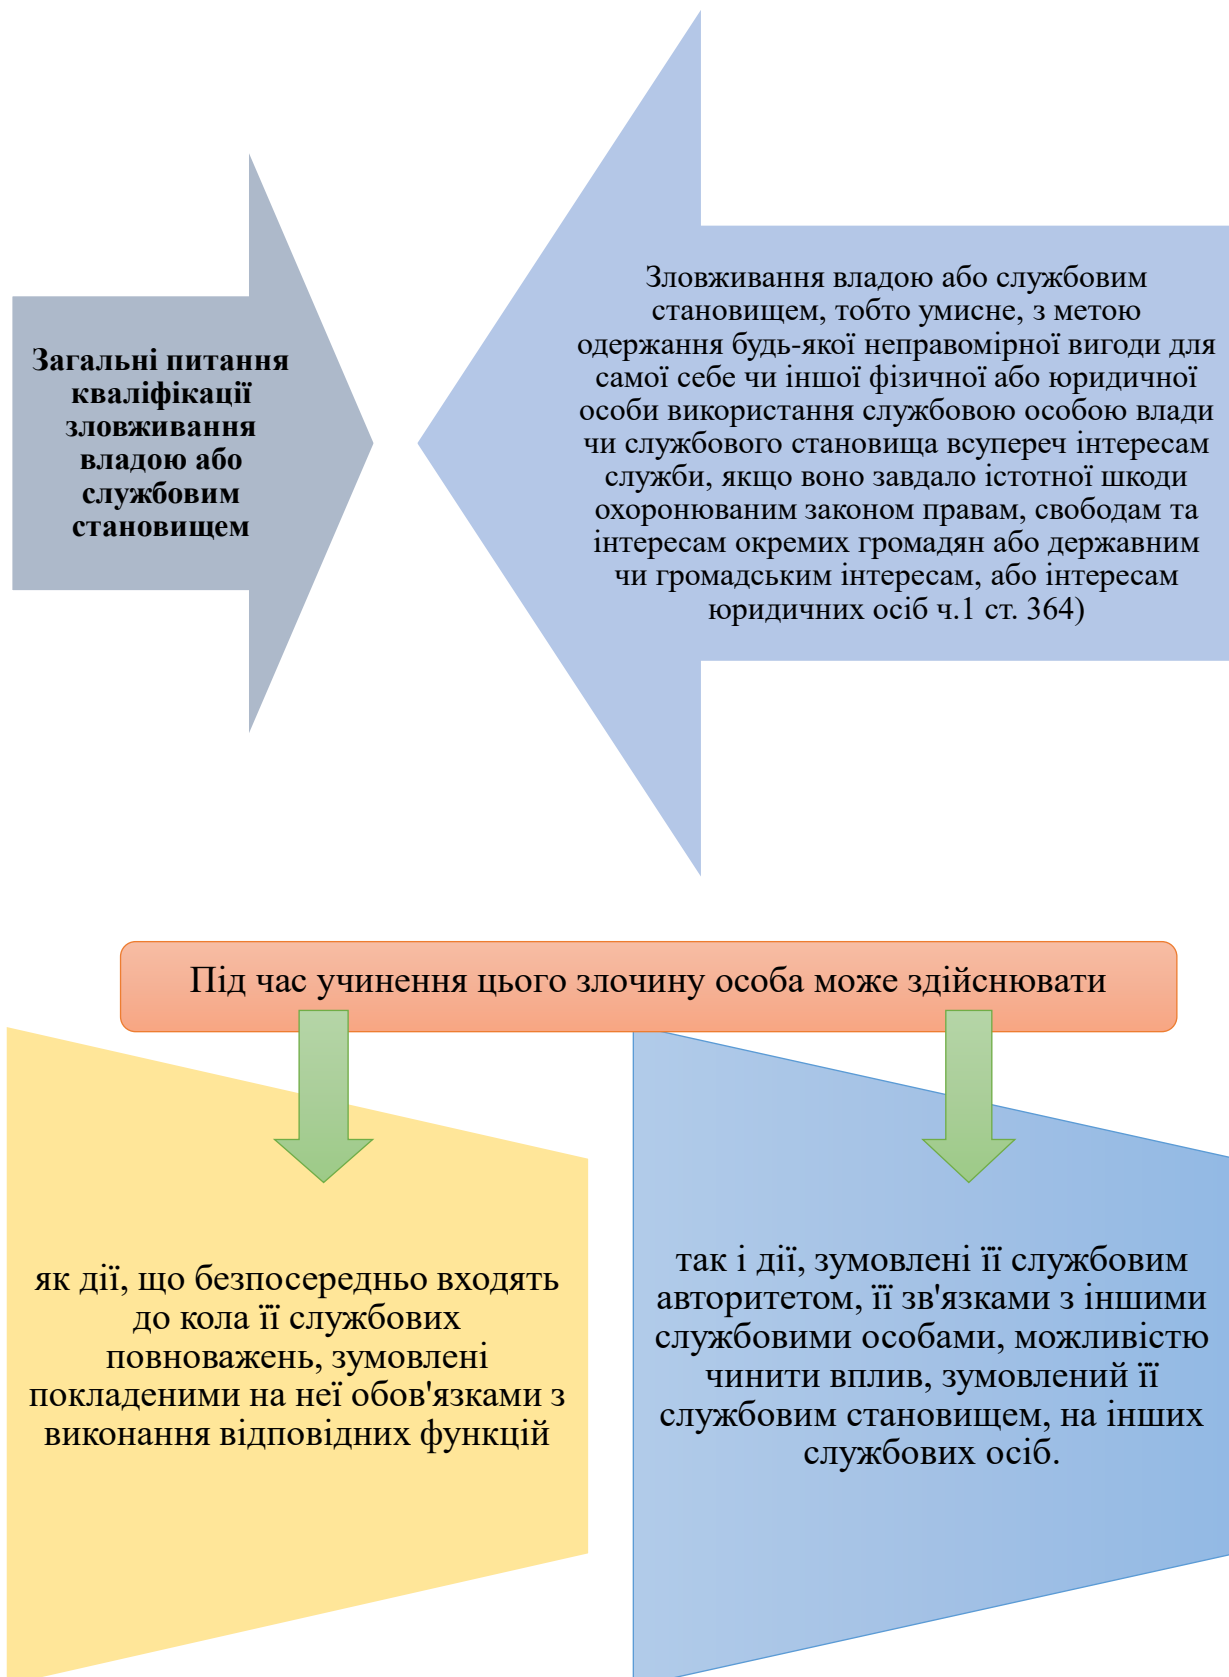 Загальні питання
кваліфікації
зловживання
владою або
службовим
становищем
Зловживання владою або службовим
становищем, тобто умисне, з метою
одержання будь-якої неправомірної вигоди для
самої себе чи іншої фізичної або юридичної
особи використання службовою особою влади
чи службового становища всупереч інтересам
служби, якщо воно завдало істотної шкоди
охоронюваним законом правам, свободам та
інтересам окремих громадян або державним
чи громадським інтересам, або інтересам
юридичних осіб ч.1 ст. 364)
Під час учинення цього злочину особа може здійснювати
як дії, що безпосередньо входять
до кола її службових
повноважень, зумовлені
покладеними на неї обов'язками з
виконання відповідних функцій
так і дії, зумовлені її службовим
авторитетом, її зв'язками з іншими
службовими особами, можливістю
чинити вплив, зумовлений її
службовим становищем, на інших
службових осіб.